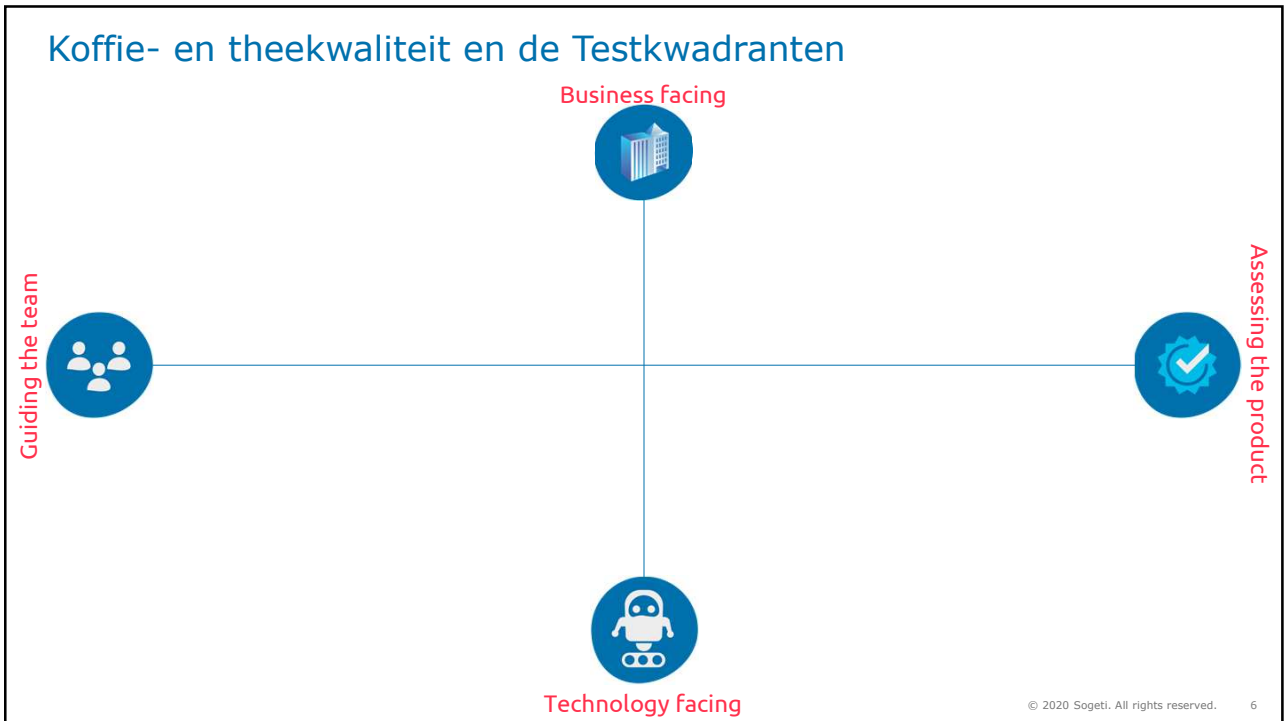 Koffie- en theekwaliteit en de Testkwadranten
Business facing
Guiding the team
Assessing the product
Technology facing
© 2020 Sogeti. All rights reserved. 6